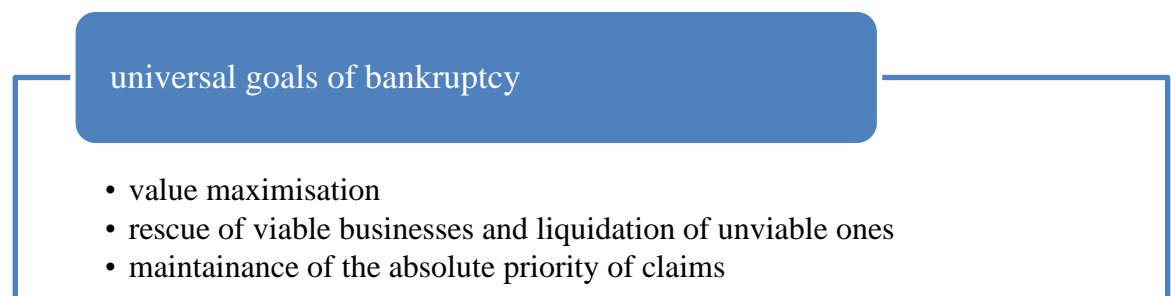 universal goals of bankruptcy
• value maximisation
• rescue of viable businesses and liquidation of unviable ones
• maintainance of the absolute priority of claims